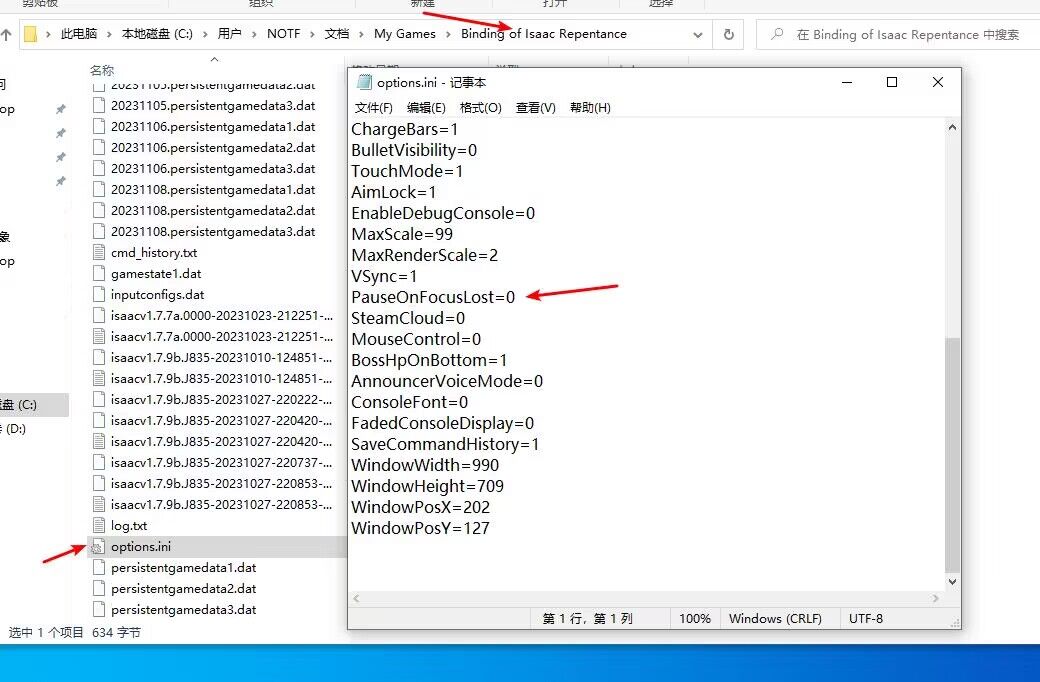 剪贴板 组织 新建 打开 选择
此电脑 › 本地磁盘 (C:) › 用户 › NOTF › 文档 › My Games › Binding of Isaac Repentance
在 Binding of Isaac Repentance 中搜索
名称
20231105.persistentgamedata2.dat
20231105.persistentgamedata3.dat
20231106.persistentgamedata1.dat
20231106.persistentgamedata2.dat
20231106.persistentgamedata3.dat
20231108.persistentgamedata1.dat
20231108.persistentgamedata2.dat
20231108.persistentgamedata3.dat
cmd_history.txt
gamestate1.dat
inputconfigs.dat
isaacv1.7.7a.0000-20231023-212251-...
isaacv1.7.7a.0000-20231023-212251-...
isaacv1.7.9b.J835-20231010-124851-...
isaacv1.7.9b.J835-20231010-124851-...
isaacv1.7.9b.J835-20231027-220222-...
isaacv1.7.9b.J835-20231027-220420-...
isaacv1.7.9b.J835-20231027-220420-...
isaacv1.7.9b.J835-20231027-220737-...
isaacv1.7.9b.J835-20231027-220853-...
isaacv1.7.9b.J835-20231027-220853-...
log.txt
options.ini
persistentgamedata1.dat
persistentgamedata2.dat
persistentgamedata3.dat
op
象
op
盘 (C:)
(D:)
选中 1 个项目 634 字节
options.ini - 记事本
文件(F) 编辑(E) 格式(O) 查看(V) 帮助(H)
ChargeBars=1
BulletVisibility=0
TouchMode=1
AimLock=1
EnableDebugConsole=0
MaxScale=99
MaxRenderScale=2
VSync=1
PauseOnFocusLost=0
SteamCloud=0
MouseControl=0
BossHpOnBottom=1
AnnouncerVoiceMode=0
ConsoleFont=0
FadedConsoleDisplay=0
SaveCommandHistory=1
WindowWidth=990
WindowHeight=709
WindowPosX=202
WindowPosY=127
第 1 行，第 1 列 100% Windows (CRLF) UTF-8